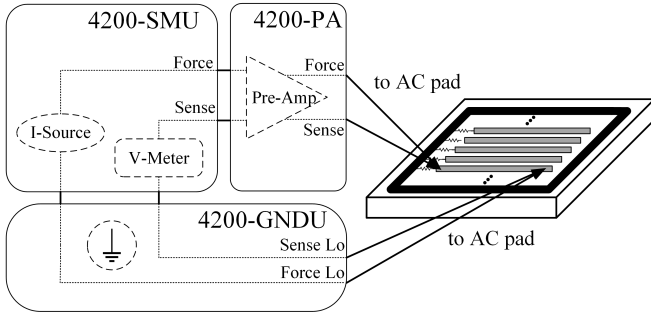 4200-SMU
4200-PA
Force
Force
to AC pad
Sense
Pre-Amp
I-Source
Sense
V-Meter
4200-GNDU
Sense Lo
to AC pad
Force Lo